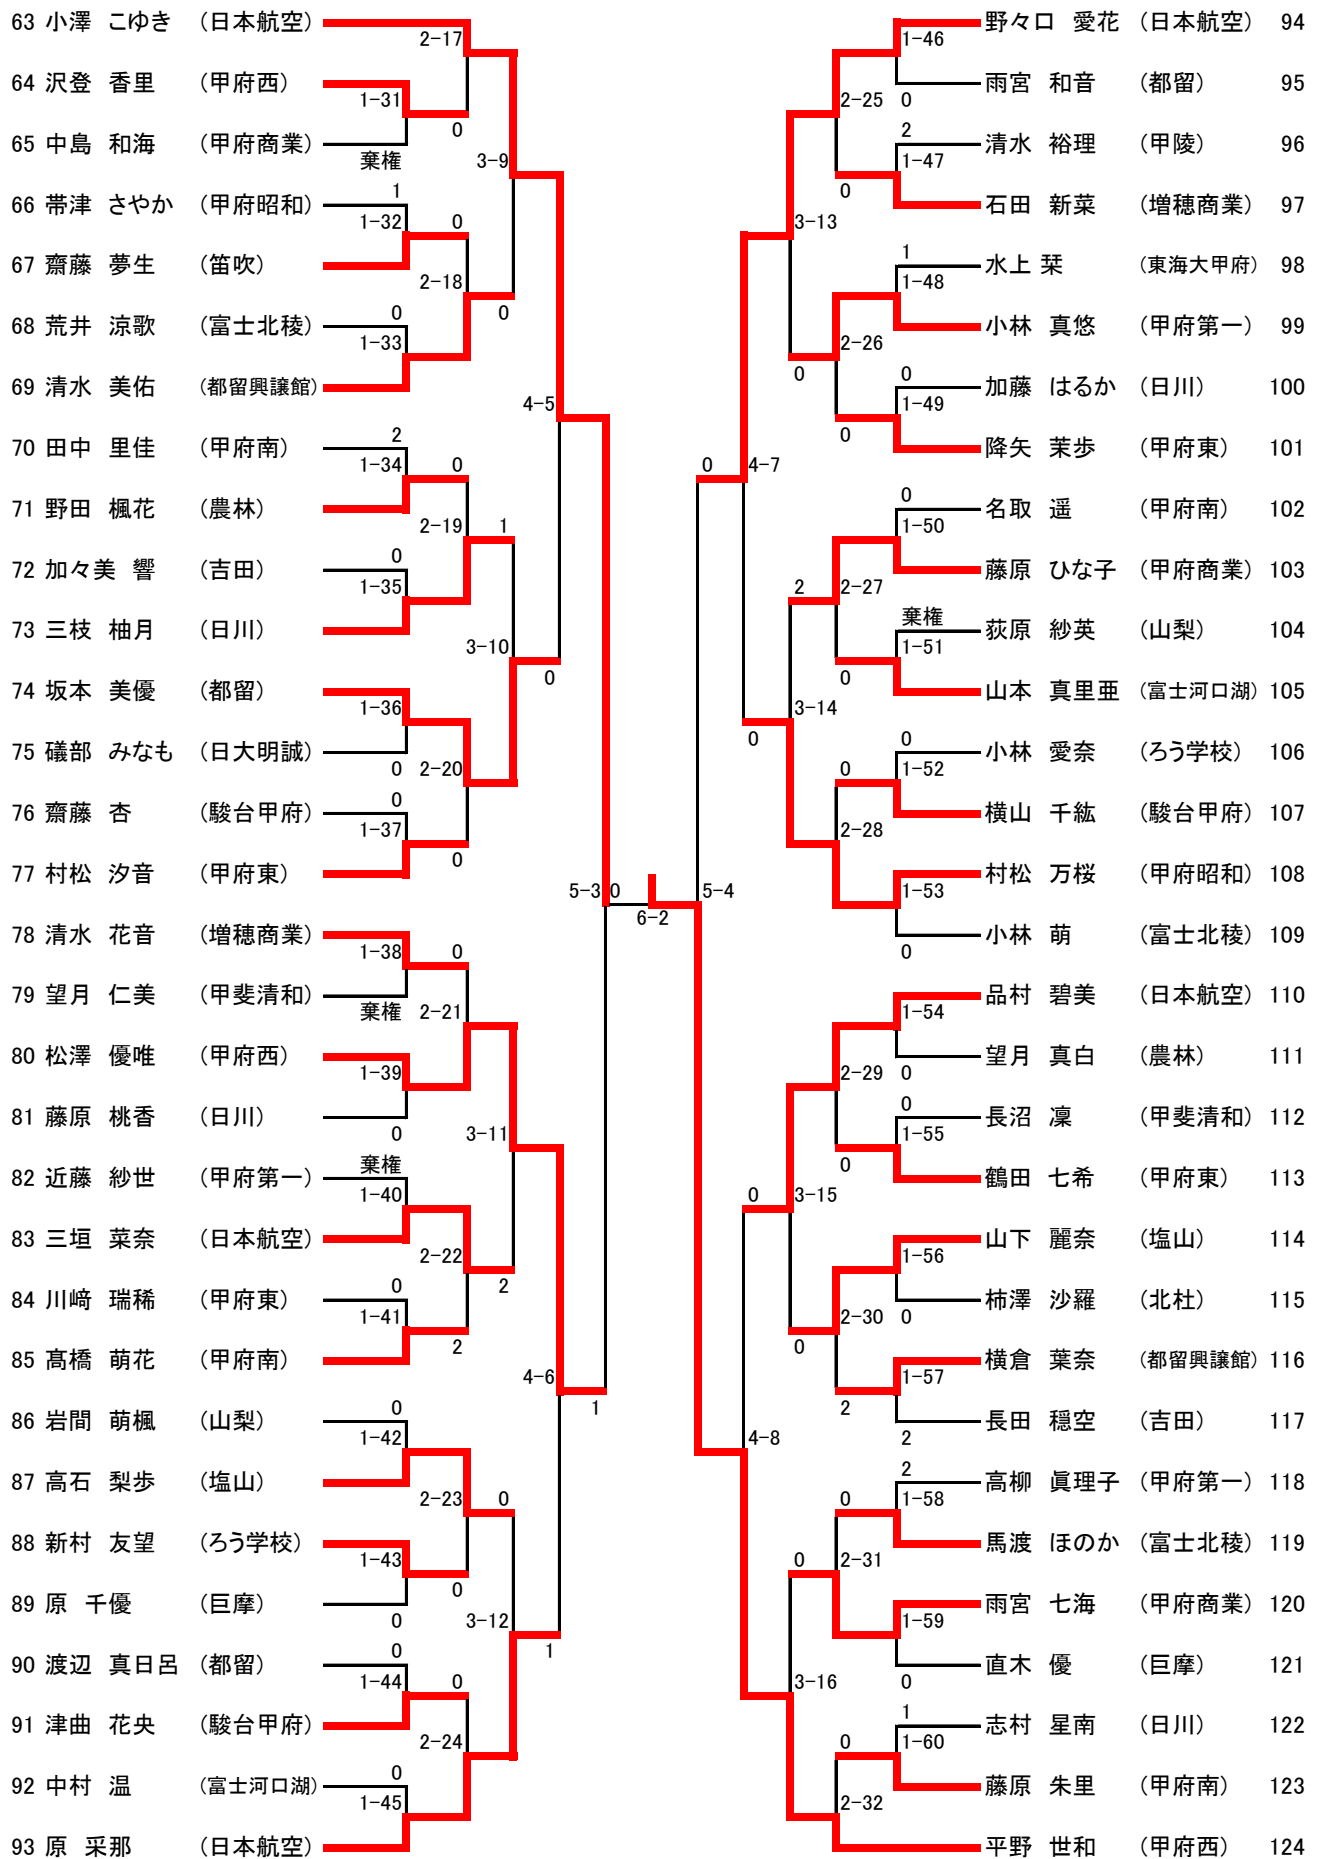 63 小澤 こゆき (日本航空)
2-17
64 沢登 香里 (甲府西)
1-31
0
65 中島 和海 (甲府商業)
棄権
3-9
66 帯津 さやか (甲府昭和)
1
1-32
0
67 齋藤 夢生 (笛吹)
2-18
0
68 荒井 涼歌 (富士北稜)
0
1-33
69 清水 美佑 (都留興譲館)
4-5
70 田中 里佳 (甲府南)
2
1-34
0
71 野田 楓花 (農林)
2-19
1
72 加々美 響 (吉田)
0
1-35
73 三枝 柚月 (日川)
3-10
0
74 坂本 美優 (都留)
1-36
75 礒部 みなも (日大明誠)
0
2-20
76 齋藤 杏 (駿台甲府)
0
1-37
0
77 村松 汐音 (甲府東)
5-3
0
6-2
78 清水 花音 (増穂商業)
1-38
0
79 望月 仁美 (甲斐清和)
棄権
2-21
80 松澤 優唯 (甲府西)
1-39
81 藤原 桃香 (日川)
0
3-11
82 近藤 紗世 (甲府第一)
棄権
1-40
83 三垣 菜奈 (日本航空)
2-22
2
84 川﨑 瑞稀 (甲府東)
0
1-41
2
85 髙橋 萌花 (甲府南)
4-6
1
86 岩間 萌楓 (山梨)
0
1-42
87 高石 梨歩 (塩山)
2-23
0
88 新村 友望 (ろう学校)
1-43
0
89 原 千優 (巨摩)
0
3-12
1
90 渡辺 真日呂 (都留)
0
1-44
0
91 津曲 花央 (駿台甲府)
2-24
92 中村 温 (富士河口湖)
0
1-45
93 原 采那 (日本航空)
野々口 愛花 (日本航空) 94
1-46
雨宮 和音 (都留) 95
2-25
0
清水 裕理 (甲陵) 96
2
1-47
0
石田 新菜 (増穂商業) 97
3-13
水上 栞 (東海大甲府) 98
1
1-48
小林 真悠 (甲府第一) 99
2-26
0
加藤 はるか (日川) 100
0
1-49
0
降矢 茉歩 (甲府東) 101
0
4-7
名取 遥 (甲府南) 102
0
1-50
藤原 ひな子 (甲府商業) 103
2
2-27
荻原 紗英 (山梨) 104
棄権
1-51
0
山本 真里亜 (富士河口湖) 105
3-14
0
小林 愛奈 (ろう学校) 106
0
1-52
0
横山 千紘 (駿台甲府) 107
2-28
村松 万桜 (甲府昭和) 108
1-53
5-4
小林 萌 (富士北稜) 109
0
品村 碧美 (日本航空) 110
1-54
望月 真白 (農林) 111
2-29
0
長沼 凜 (甲斐清和) 112
0
1-55
0
鶴田 七希 (甲府東) 113
0
3-15
山下 麗奈 (塩山) 114
1-56
柿澤 沙羅 (北杜) 115
2-30
0
0
横倉 葉奈 (都留興譲館) 116
1-57
2
長田 穏空 (吉田) 117
2
4-8
高柳 眞理子 (甲府第一) 118
2
1-58
0
馬渡 ほのか (富士北稜) 119
0
2-31
雨宮 七海 (甲府商業) 120
1-59
直木 優 (巨摩) 121
0
3-16
志村 星南 (日川) 122
1
1-60
0
藤原 朱里 (甲府南) 123
2-32
平野 世和 (甲府西) 124